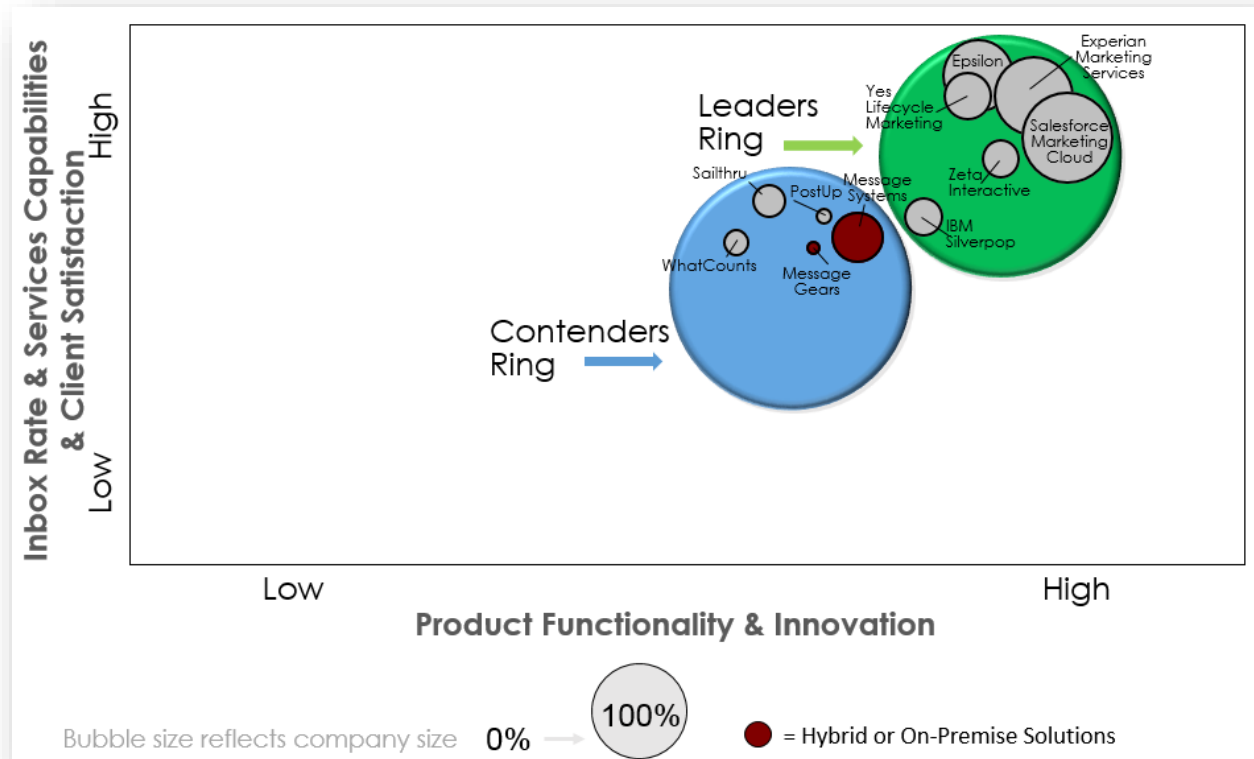 Inbox Rate & Services Capabilities
& Client Satisfaction
High
Low
Leaders
Ring
Contenders
Ring
Epsilon
Experian
Marketing
Services
Yes
Lifecycle
Marketing
Salesforce
Marketing
Cloud
Zeta
Interactive
IBM
Silverpop
Sailthru
PostUp
Message
Systems
WhatCounts
Message
Gears
Low
High
Product Functionality & Innovation
Bubble size reflects company size
0%
100%
= Hybrid or On-Premise Solutions